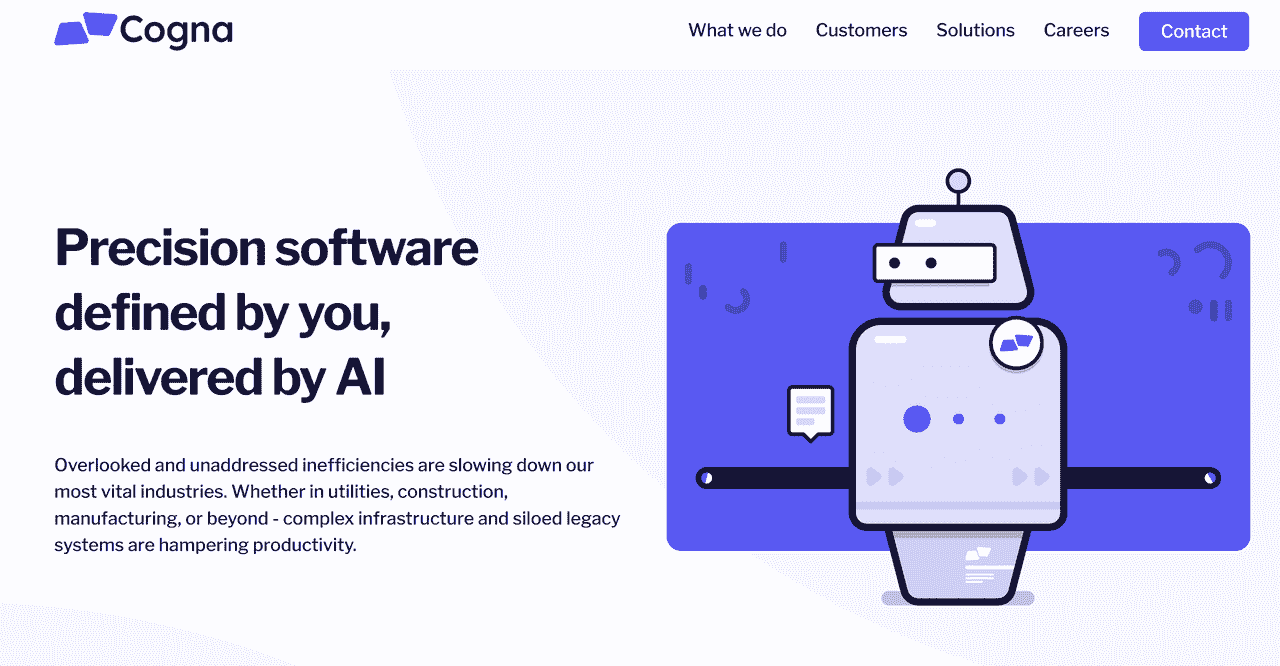 Cogna
What we do
Customers
Solutions
Careers
Contact
Precision software
defined by you,
delivered by AI
Overlooked and unaddressed inefficiencies are slowing down our
most vital industries. Whether in utilities, construction,
manufacturing, or beyond - complex infrastructure and siloed legacy
systems are hampering productivity.